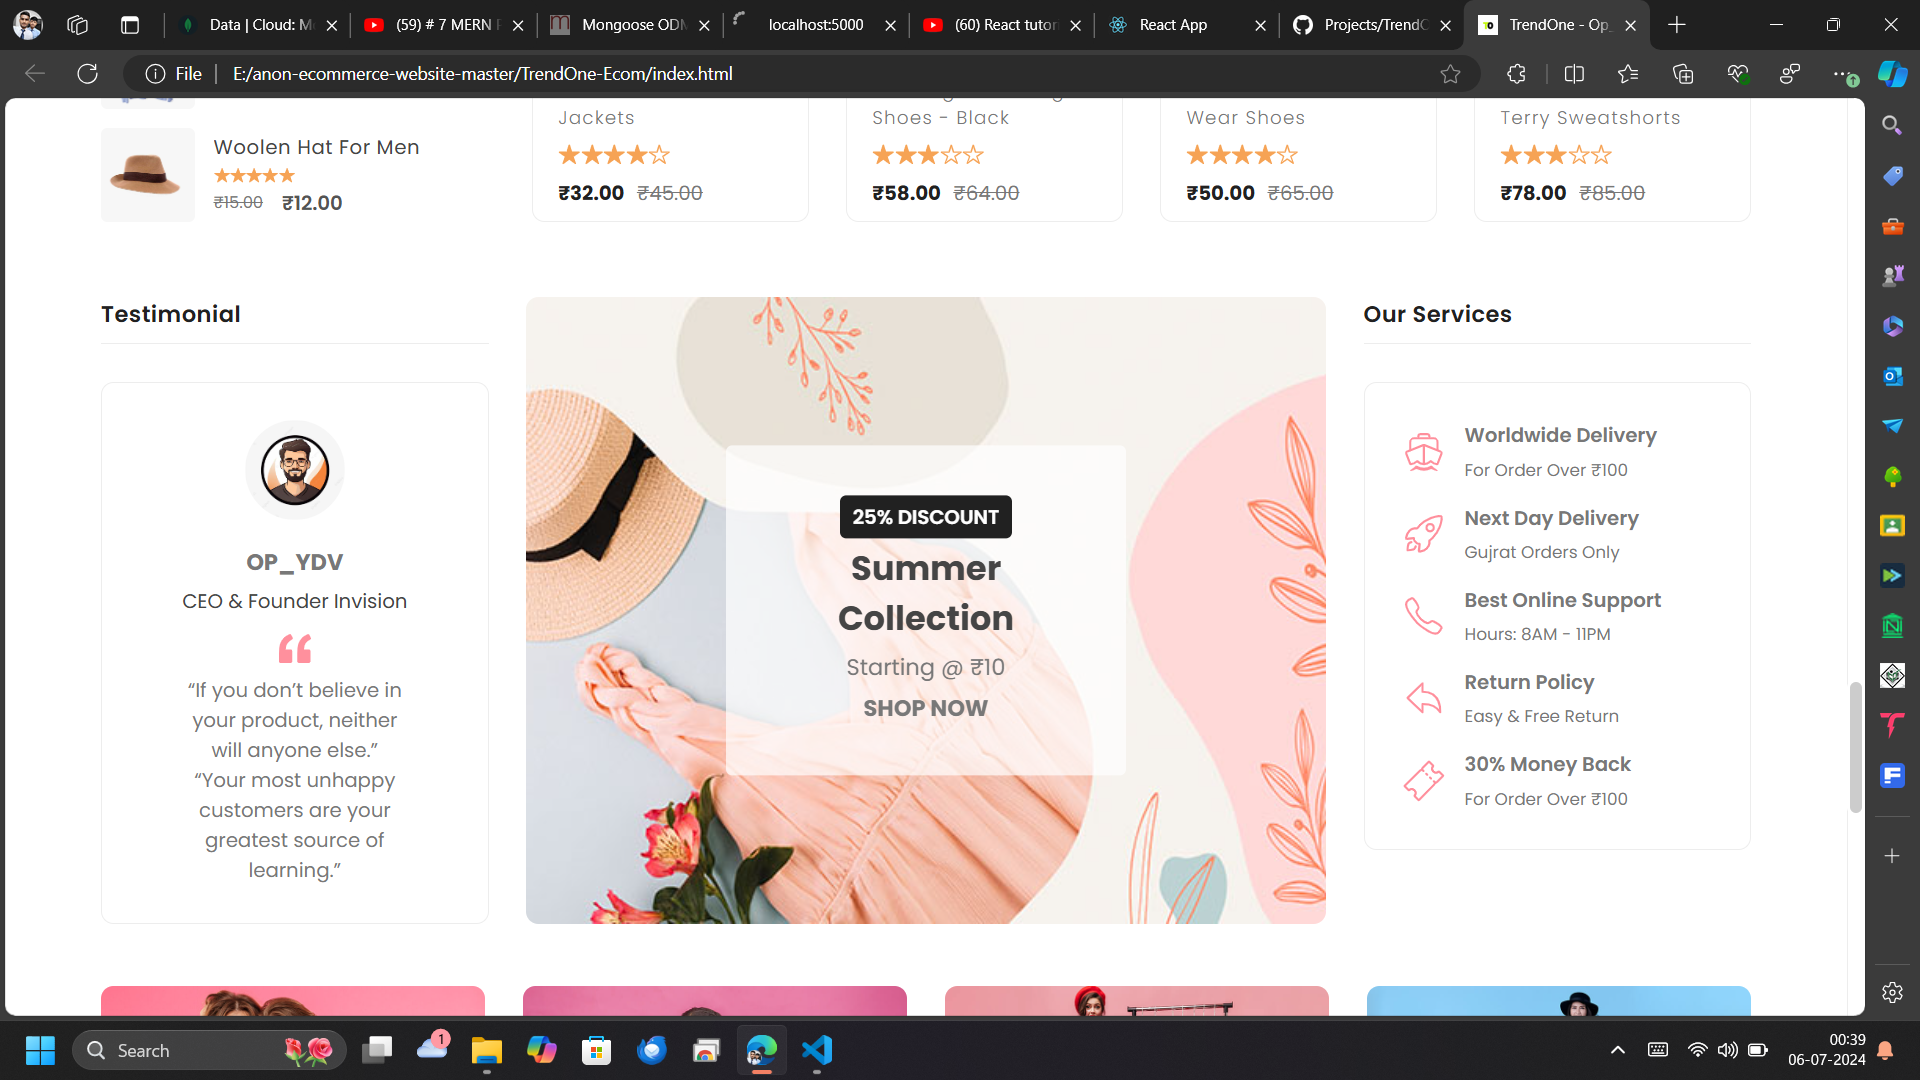 Data | Cloud: M
(59) # 7 MERN
Mongoose ODM
localhost:5000
(60) React tutor
React App
Projects/Trend
TrendOne - Op_
File
E:/anon-ecommerce-website-master/TrendOne-Ecom/index.html
Woolen Hat For Men
₹15.00 ₹12.00
Jackets
₹32.00 ₹45.00
Shoes - Black
₹58.00 ₹64.00
Wear Shoes
₹50.00 ₹65.00
Terry Sweatshorts
₹78.00 ₹85.00
Testimonial
OP_YDV
CEO & Founder Invision
“If you don’t believe in
your product, neither
will anyone else.”
“Your most unhappy
customers are your
greatest source of
learning.”
25% DISCOUNT
Summer
Collection
Starting @ ₹10
SHOP NOW
Our Services
Worldwide Delivery
For Order Over ₹100
Next Day Delivery
Gujrat Orders Only
Best Online Support
Hours: 8AM - 11PM
Return Policy
Easy & Free Return
30% Money Back
For Order Over ₹100
Search
1
00:39
06-07-2024